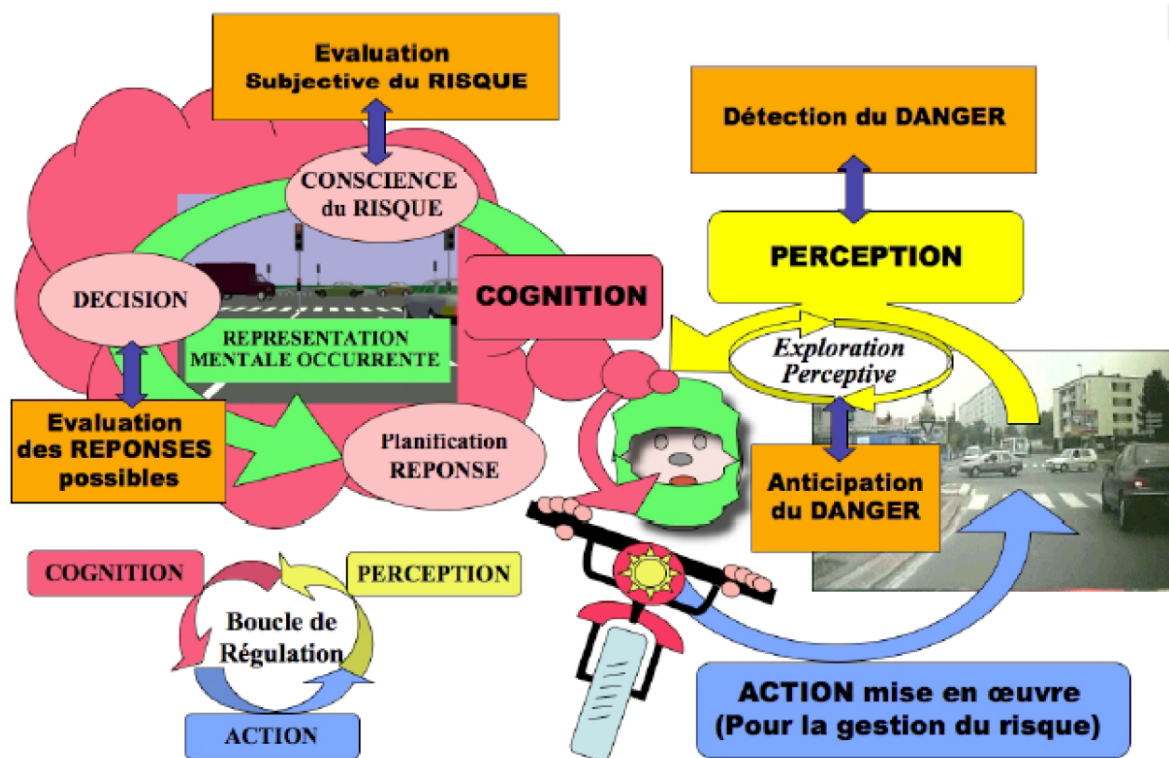 Evaluation
Subjective du RISQUE
Détection du DANGER
CONSCIENCE
du RISQUE
PERCEPTION
COGNITION
DECISION
REPRESENTATION
MENTALE OCCURRENTE
Exploration
Perceptive
Evaluation
des REPONSES
possibles
Planification
REPONSE
Anticipation
du DANGER
COGNITION
PERCEPTION
Boucle de
Régulation
ACTION
ACTION mise en œuvre
(Pour la gestion du risque)